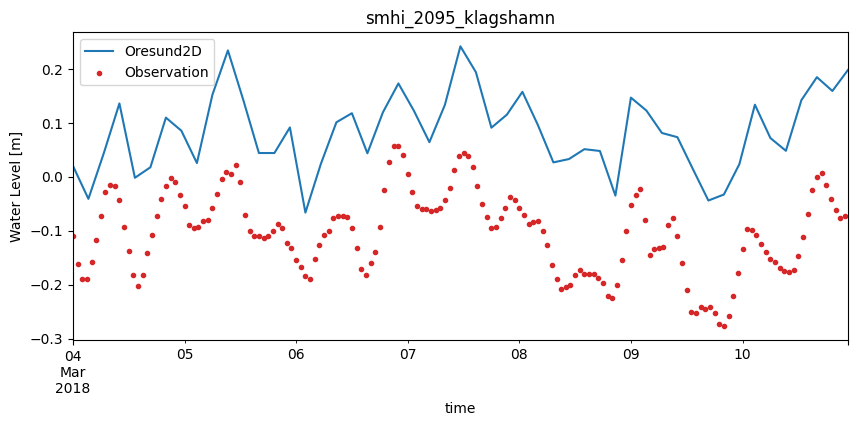 smhi_2095_klagshamn
Oresund2D
Observation
Water Level [m]
0.2
0.1
0.0
−0.1
−0.2
−0.3
04 05 06 07 08 09 10
Mar
2018
time